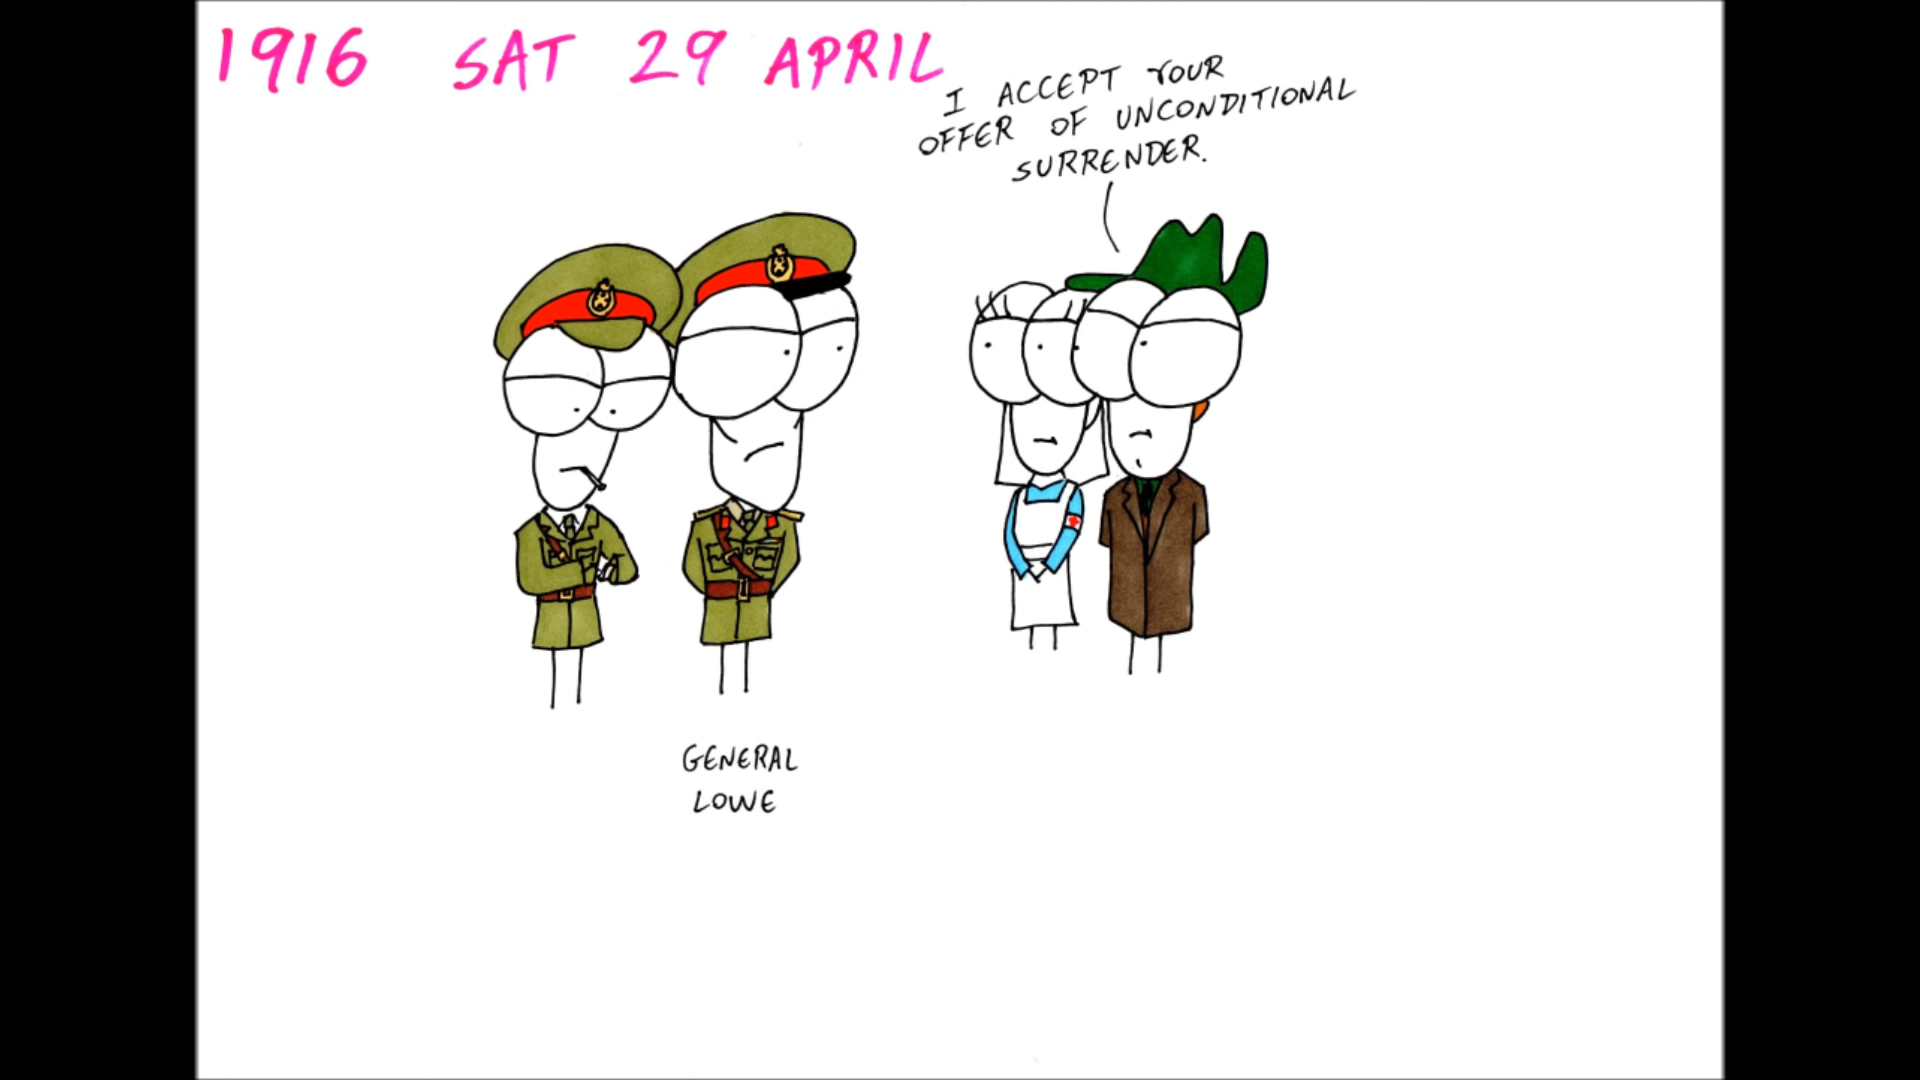 1916 SAT 29 APRIL
I ACCEPT YOUR
OFFER OF UNCONDITIONAL
SURRENDER.
GENERAL
LOWE